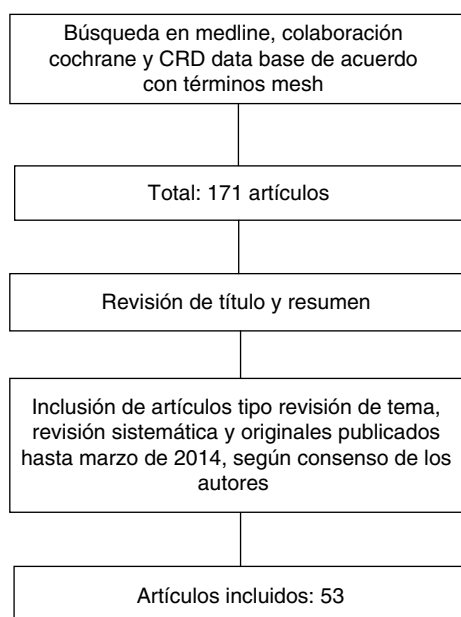 Búsqueda en medline, colaboración
cochrane y CRD data base de acuerdo
con términos mesh
Total: 171 artículos
Revisión de título y resumen
Inclusión de artículos tipo revisión de tema,
revisión sistemática y originales publicados
hasta marzo de 2014, según consenso de los
autores
Artículos incluidos: 53